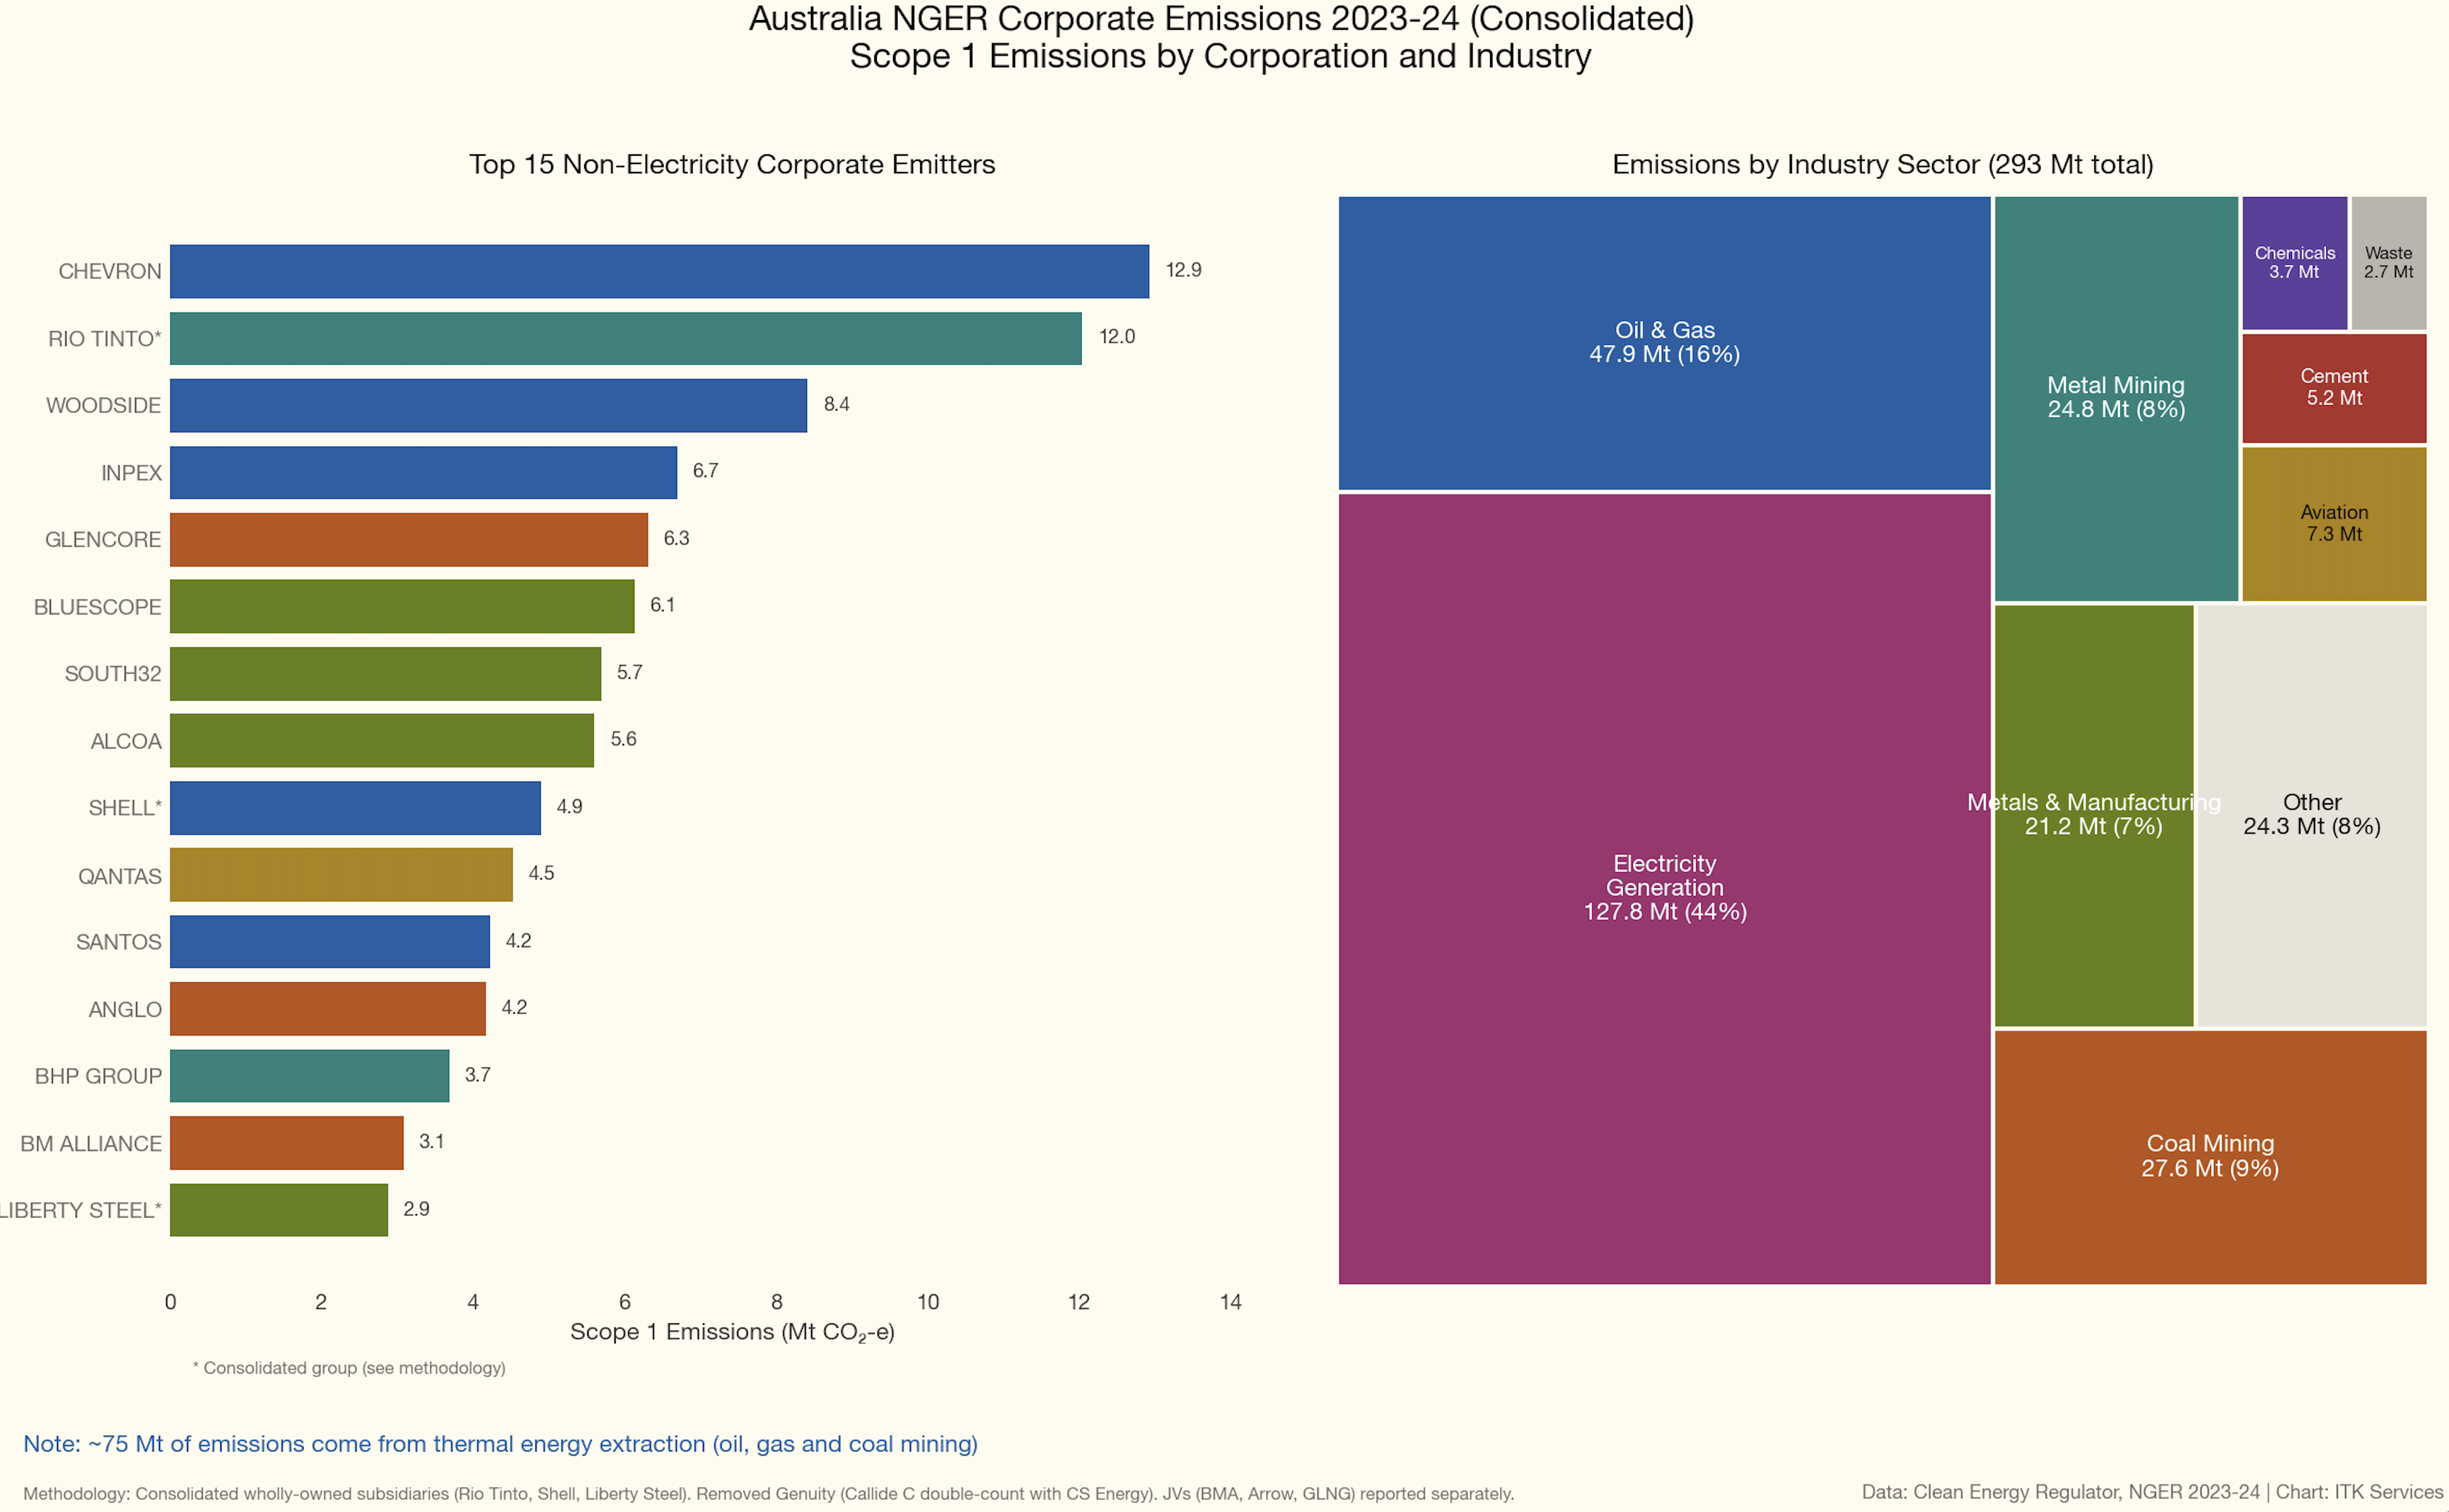 Australia NGER Corporate Emissions 2023-24 (Consolidated)
Scope 1 Emissions by Corporation and Industry
Top 15 Non-Electricity Corporate Emitters
CHEVRON 12.9
RIO TINTO* 12.0
WOODSIDE 8.4
INPEX 6.7
GLENCORE 6.3
BLUESCOPE 6.1
SOUTH32 5.7
ALCOA 5.6
SHELL* 4.9
QANTAS 4.5
SANTOS 4.2
ANGLO 4.2
BHP GROUP 3.7
BM ALLIANCE 3.1
LIBERTY STEEL* 2.9
0 2 4 6 8 10 12 14
Scope 1 Emissions (Mt CO₂-e)
* Consolidated group (see methodology)
Emissions by Industry Sector (293 Mt total)
Oil & Gas
47.9 Mt (16%)
Electricity
Generation
127.8 Mt (44%)
Metal Mining
24.8 Mt (8%)
Chemicals
3.7 Mt
Waste
2.7 Mt
Cement
5.2 Mt
Aviation
7.3 Mt
Metals & Manufacturing
21.2 Mt (7%)
Other
24.3 Mt (8%)
Coal Mining
27.6 Mt (9%)
Note: ~75 Mt of emissions come from thermal energy extraction (oil, gas and coal mining)
Methodology: Consolidated wholly-owned subsidiaries (Rio Tinto, Shell, Liberty Steel). Removed Genuity (Callide C double-count with CS Energy). JVs (BMA, Arrow, GLNG) reported separately.
Data: Clean Energy Regulator, NGER 2023-24 | Chart: ITK Services